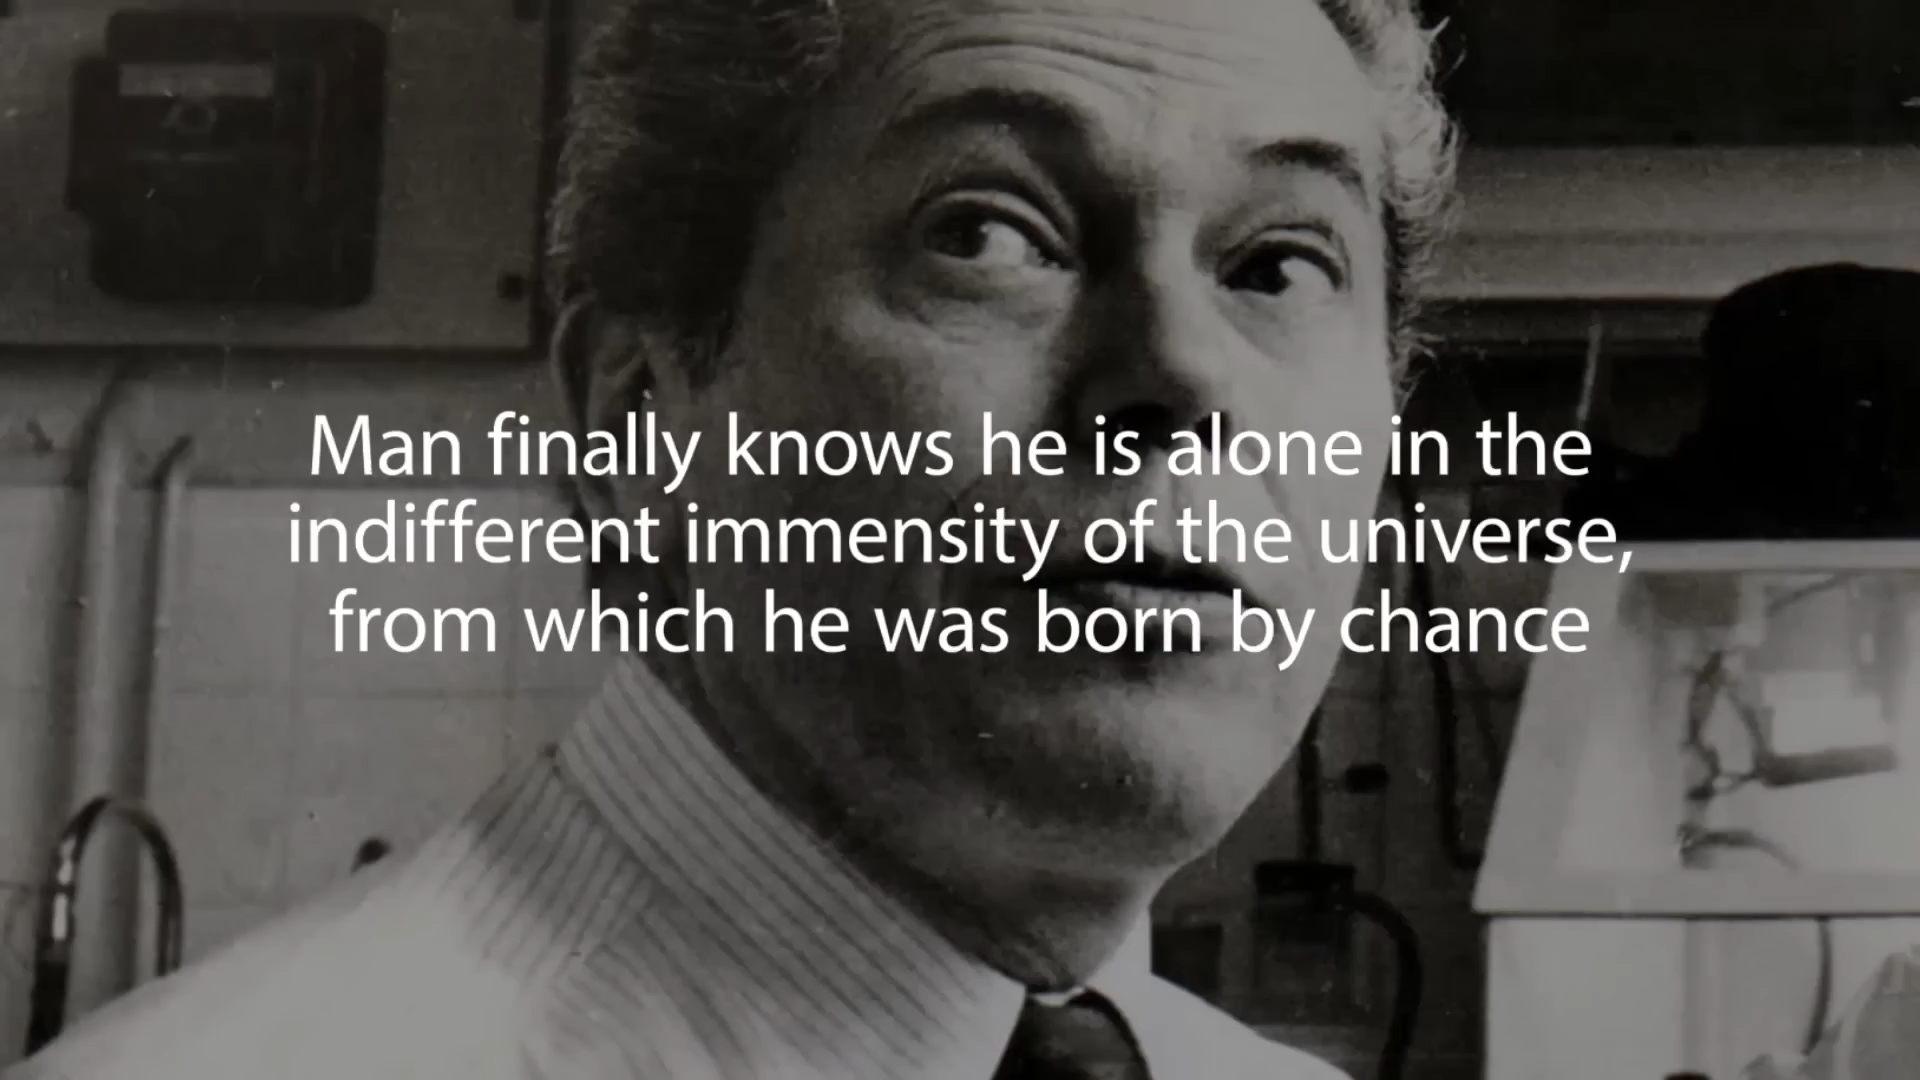 Man finally knows he is alone in the
indifferent immensity of the universe,
from which he was born by chance